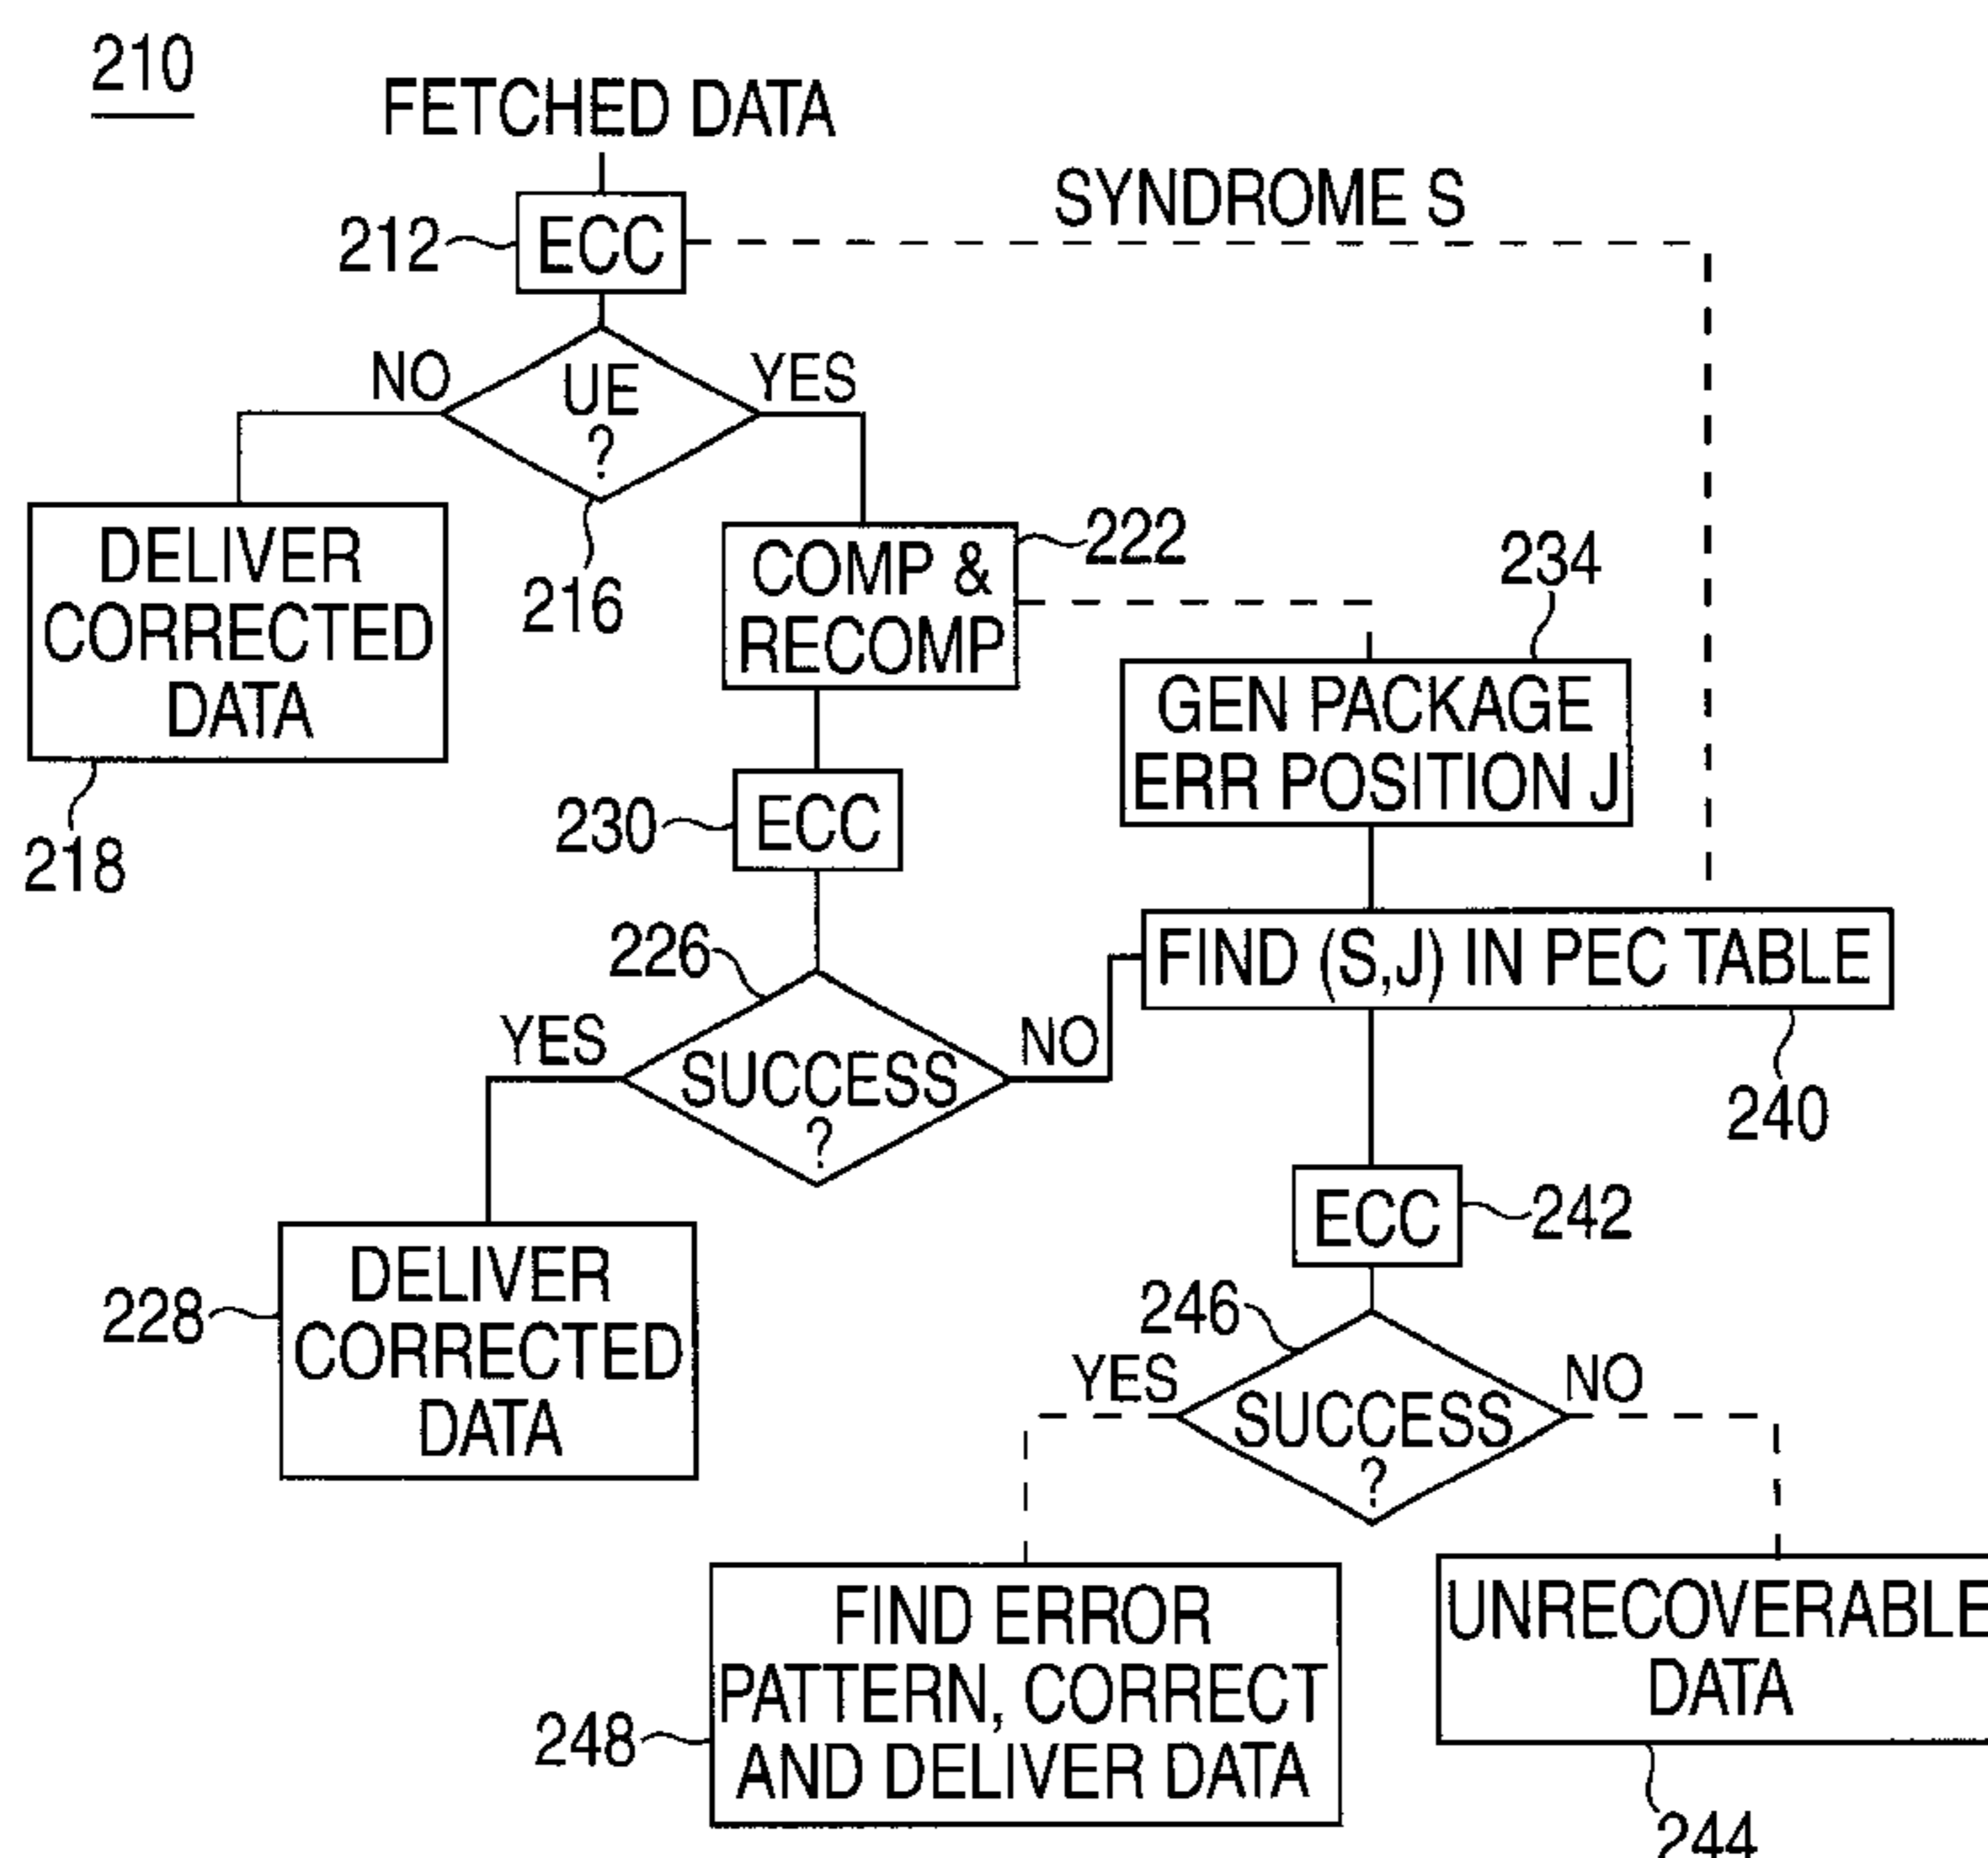 210
FETCHED DATA
SYNDROME S
212
ECC
NO
UE
?
YES
216
DELIVER
CORRECTED
DATA
218
COMP &
RECOMP
222
234
GEN PACKAGE
ERR POSITION J
230
ECC
226
YES
SUCCESS
?
NO
FIND (S,J) IN PEC TABLE
240
DELIVER
CORRECTED
DATA
228
ECC
242
246
YES
SUCCESS
?
NO
FIND ERROR
PATTERN, CORRECT
AND DELIVER DATA
248
UNRECOVERABLE
DATA
244